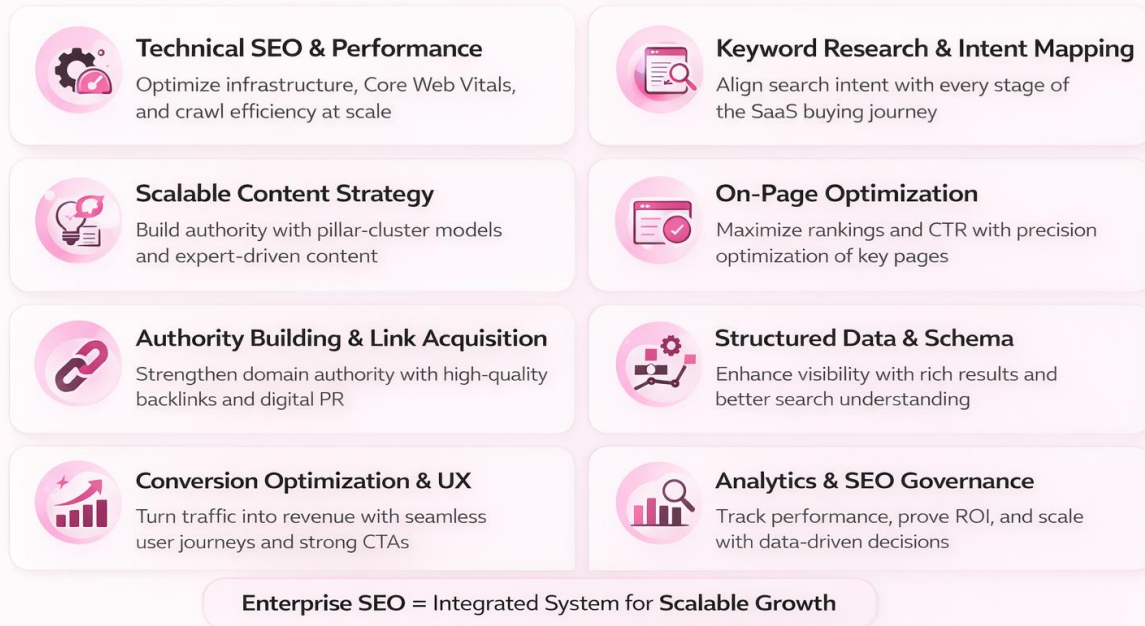 Technical SEO & Performance
Optimize infrastructure, Core Web Vitals,
and crawl efficiency at scale
Keyword Research & Intent Mapping
Align search intent with every stage of
the SaaS buying journey
Scalable Content Strategy
Build authority with pillar-cluster models
and expert-driven content
On-Page Optimization
Maximize rankings and CTR with precision
optimization of key pages
Authority Building & Link Acquisition
Strengthen domain authority with high-quality
backlinks and digital PR
Structured Data & Schema
Enhance visibility with rich results and
better search understanding
Conversion Optimization & UX
Turn traffic into revenue with seamless
user journeys and strong CTAs
Analytics & SEO Governance
Track performance, prove ROI, and scale
with data-driven decisions
Enterprise SEO = Integrated System for Scalable Growth